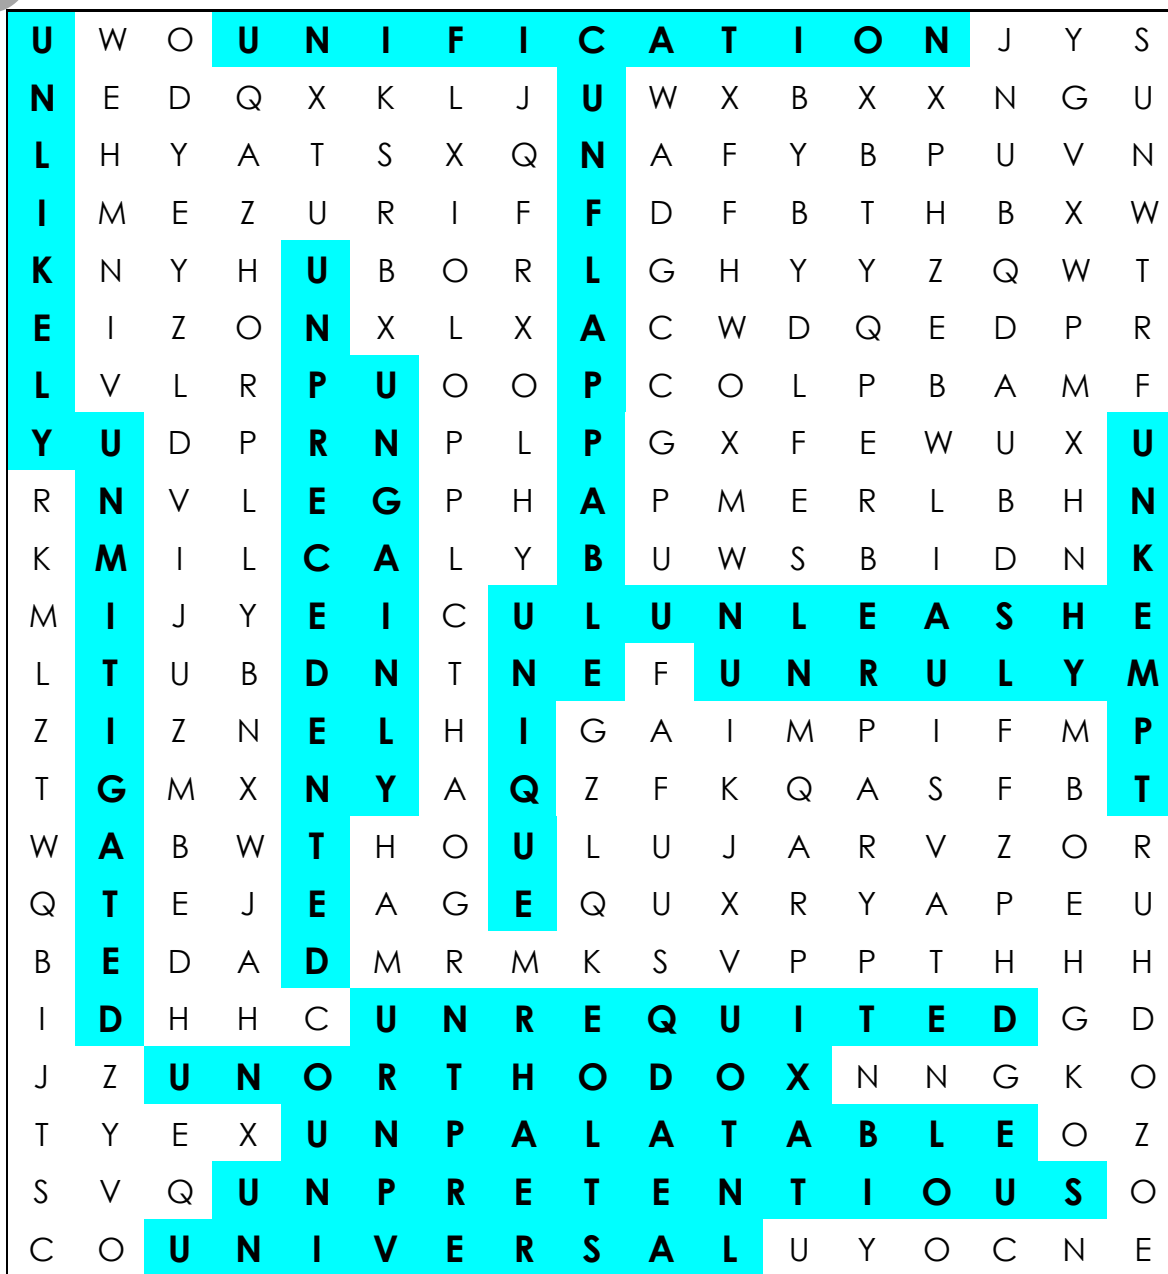 U W O U N I F I C A T I O N J Y S
N E D Q X K L J U W X B X X N G U
L H Y A T S X Q N A F Y B P U V N
I M E Z U R I F F D F B T H B X W
K N Y H U B O R L G H Y Y Z Q W T
E I Z O N X L X A C W D Q E D P R
L V L R P U O O P C O L P B A M F
Y U D P R N P L P G X F E W U X U
R N V L E G P H A P M E R L B H N
K M I L C A L Y B U W S B I D N K
M I J Y E I C U L U N L E A S H E
L T U B D N T N E F U N R U L Y M
Z I Z N E L H I G A I M P I F M P
T G M X N Y A Q Z F K Q A S F B T
W A B W T H O U L U J A R V Z O R
Q T E J E A G E Q U X R Y A P E U
B E D A D M R M K S V P P T H H H
I D H H C U N R E Q U I T E D G D
J Z U N O R T H O D O X N N G K O
T Y E X U N P A L A T A B L E O Z
S V Q U N P R E T E N T I O U S O
C O U N I V E R S A L U Y O C N E